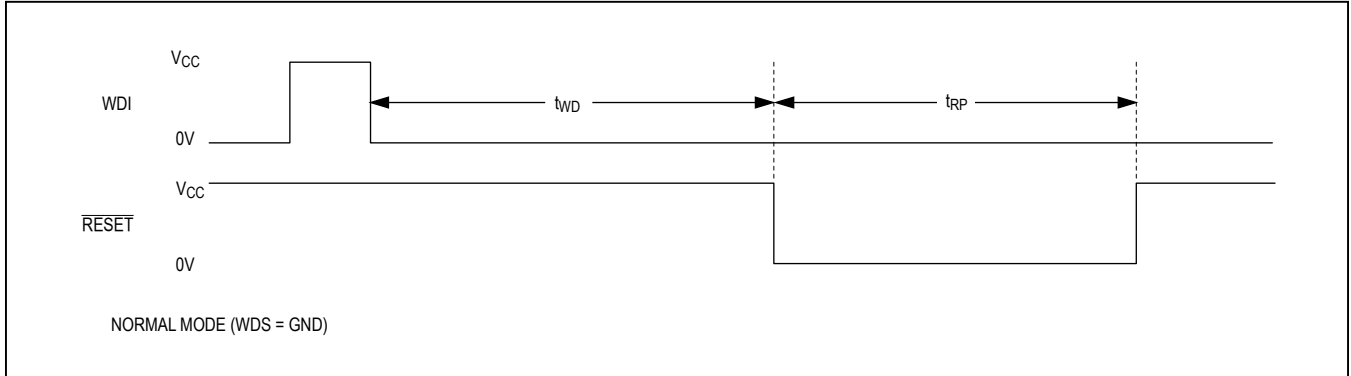 VCC
WDI
tWD
tRP
0V
VCC
RESET
0V
NORMAL MODE (WDS = GND)